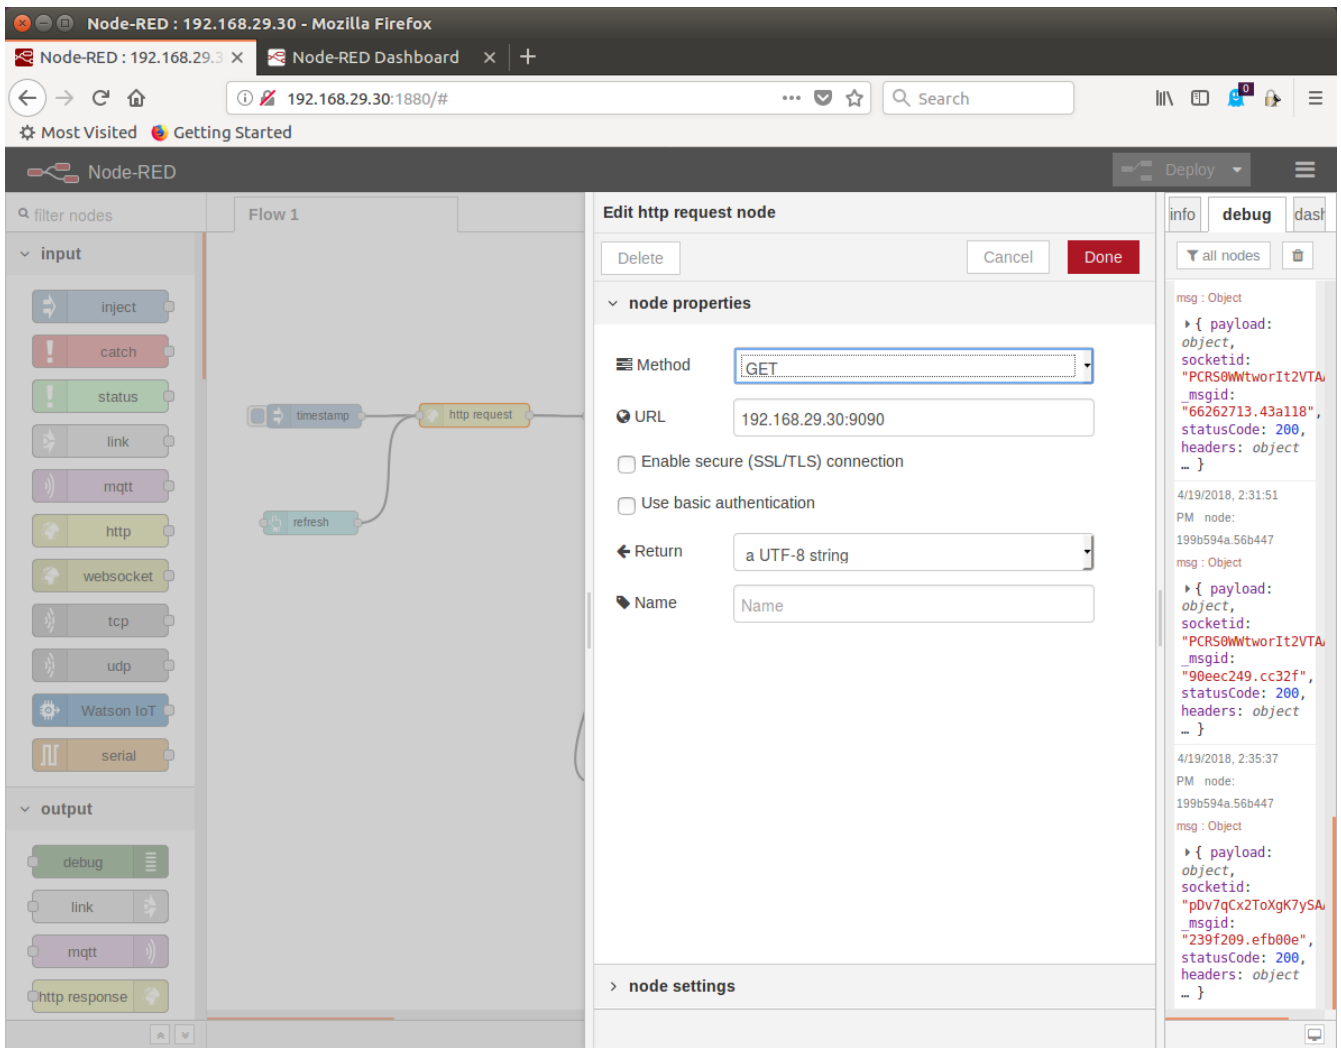 Node-RED : 192.168.29.30 - Mozilla Firefox
Node-RED : 192.168.29.3
Node-RED Dashboard
192.168.29.30:1880/#
Search
Most Visited
Getting Started
Node-RED
Deploy
filter nodes
input
inject
catch
status
link
mqtt
http
websocket
tcp
udp
Watson IoT
serial
output
debug
link
mqtt
http response
Flow 1
timestamp
http request
refresh
Edit http request node
Delete
Cancel
Done
node properties
Method
GET
URL
192.168.29.30:9090
Enable secure (SSL/TLS) connection
Use basic authentication
Return
a UTF-8 string
Name
Name
node settings
info
debug
dash
all nodes
msg : Object
{ payload:
object,
socketid:
"PCRS0WWtworIt2VTAA
_msgid:
"66262713.43a118",
statusCode: 200,
headers: object
… }
4/19/2018, 2:31:51
PM node:
199b594a.56b447
msg : Object
{ payload:
object,
socketid:
"PCRS0WWtworIt2VTAA
_msgid:
"90eec249.cc32f",
statusCode: 200,
headers: object
… }
4/19/2018, 2:35:37
PM node:
199b594a.56b447
msg : Object
{ payload:
object,
socketid:
"pDv7qCx2ToXgK7ySAA
_msgid:
"239f209.efb00e",
statusCode: 200,
headers: object
… }
0